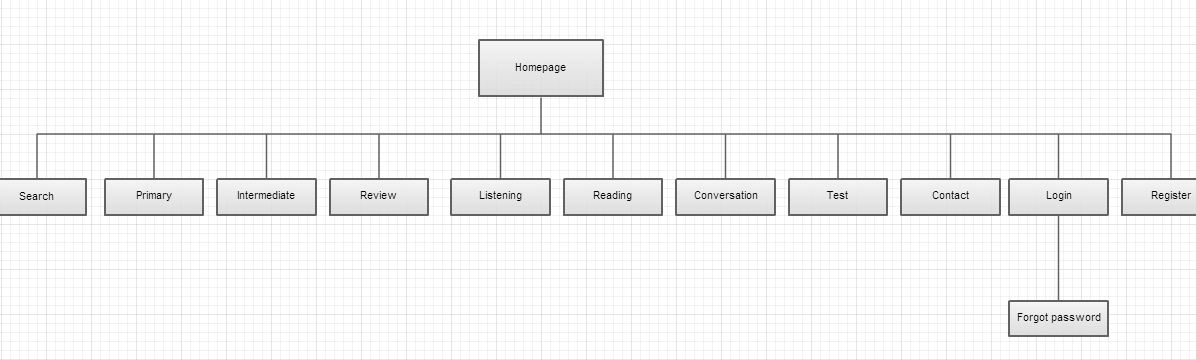 Homepage
Search
Primary
Intermediate
Review
Listening
Reading
Conversation
Test
Contact
Login
Register
Forgot password